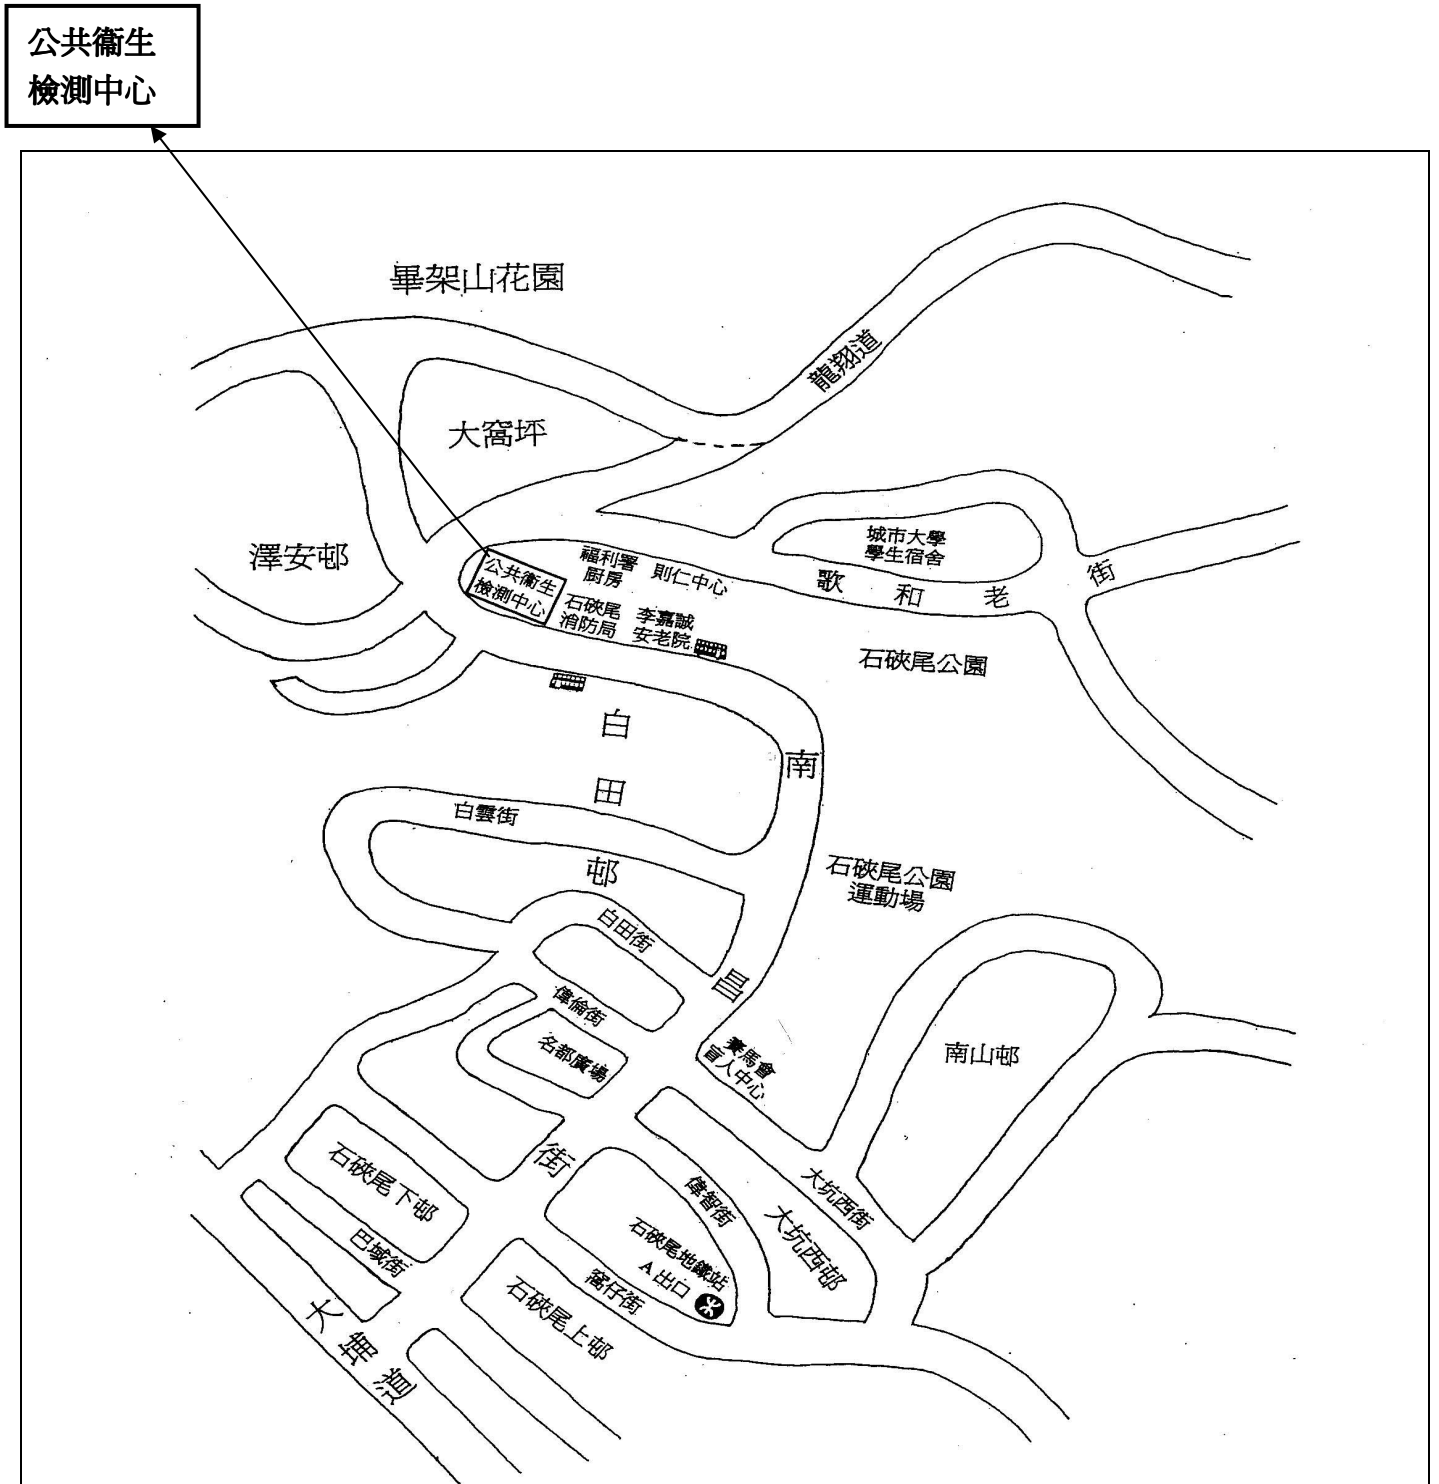 公共衞生
檢測中心
畢架山花園
龍翔道
大窩坪
城市大學
學生宿舍
澤安邨
公共衞生
檢測中心
福利署
厨房
則仁中心
歌和老街
石硤尾
消防局
李嘉誠
安老院
石硤尾公園
白田邨
南昌街
白雲街
石硤尾公園
運動場
白田街
偉倫街
名都廣場
賽馬會
盲人中心
南山邨
石硤尾下邨
偉智街
大坑西街
大坑西邨
巴域街
石硤尾地鐵站
A 出口
窩仔街
石硤尾上邨
大埔道